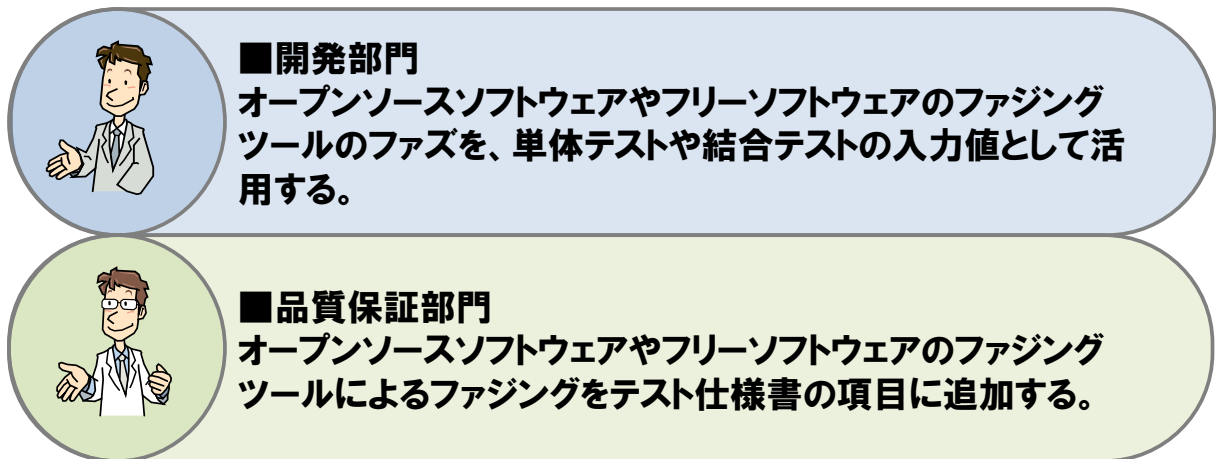 ■開発部門
オープンソースソフトウェアやフリーソフトウェアのファジング
ツールのファズを、単体テストや結合テストの入力値として活
用する。
■品質保証部門
オープンソースソフトウェアやフリーソフトウェアのファジング
ツールによるファジングをテスト仕様書の項目に追加する。